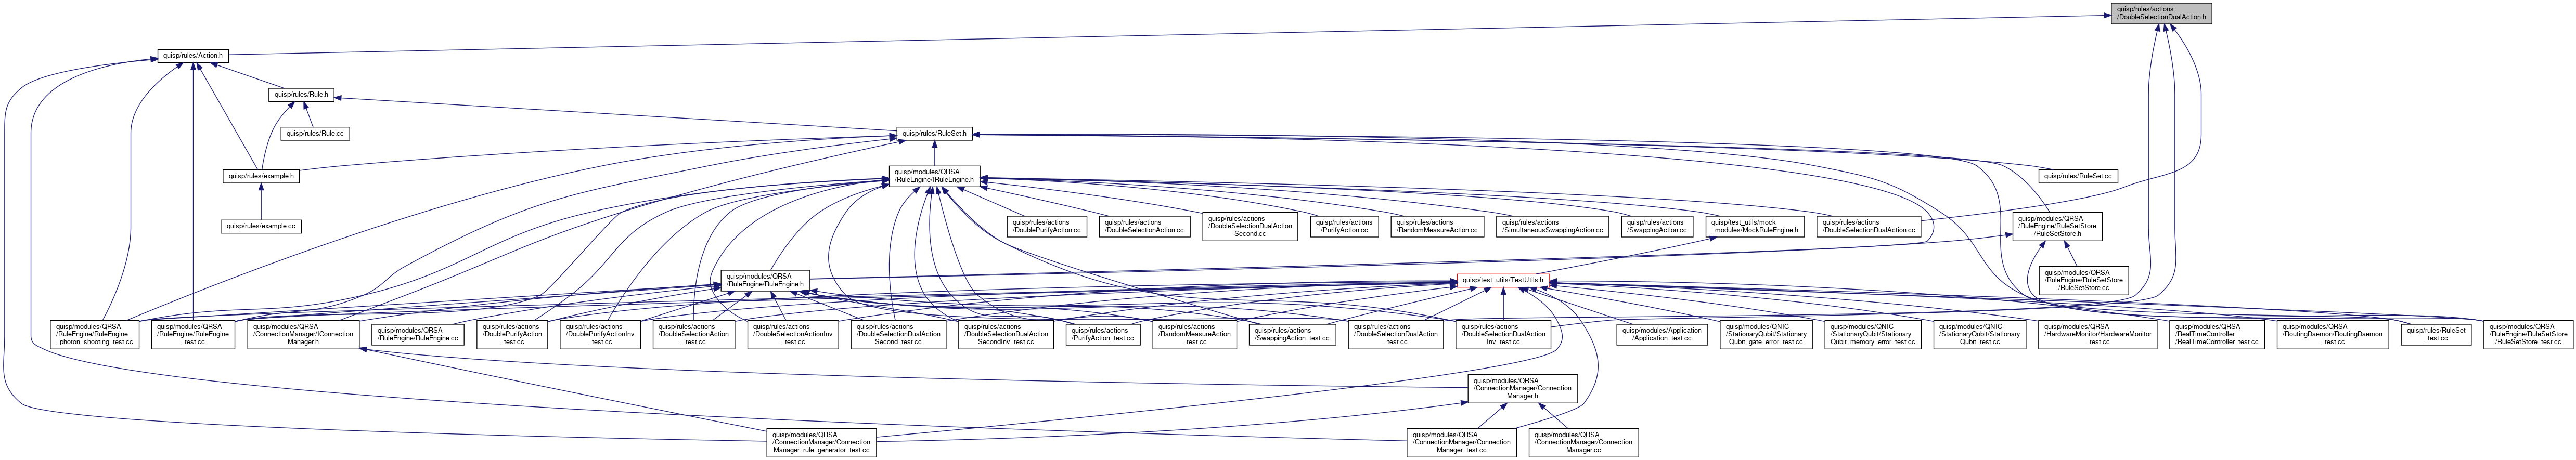 quisp/rules/actions
/DoubleSelectionDualAction.h
quisp/rules/Action.h
quisp/rules/Rule.h
quisp/rules/Rule.cc
quisp/rules/RuleSet.h
quisp/rules/example.h
quisp/modules/QRSA
/RuleEngine/IRuleEngine.h
quisp/rules/RuleSet.cc
quisp/rules/example.cc
quisp/rules/actions
/DoublePurifyAction.cc
quisp/rules/actions
/DoubleSelectionAction.cc
quisp/rules/actions
/DoubleSelectionDualAction
Second.cc
quisp/rules/actions
/PurifyAction.cc
quisp/rules/actions
/RandomMeasureAction.cc
quisp/rules/actions
/SimultaneousSwappingAction.cc
quisp/rules/actions
/SwappingAction.cc
quisp/test_utils/mock
_modules/MockRuleEngine.h
quisp/rules/actions
/DoubleSelectionDualAction.cc
quisp/modules/QRSA
/RuleEngine/RuleSetStore
/RuleSetStore.h
quisp/modules/QRSA
/RuleEngine/RuleEngine.h
quisp/test_utils/TestUtils.h
quisp/modules/QRSA
/RuleEngine/RuleSetStore
/RuleSetStore.cc
quisp/modules/QRSA
/RuleEngine/RuleEngine
_photon_shooting_test.cc
quisp/modules/QRSA
/RuleEngine/RuleEngine
_test.cc
quisp/modules/QRSA
/ConnectionManager/IConnection
Manager.h
quisp/modules/QRSA
/RuleEngine/RuleEngine.cc
quisp/rules/actions
/DoublePurifyAction
_test.cc
quisp/rules/actions
/DoublePurifyActionInv
_test.cc
quisp/rules/actions
/DoubleSelectionAction
_test.cc
quisp/rules/actions
/DoubleSelectionActionInv
_test.cc
quisp/rules/actions
/DoubleSelectionDualAction
Second_test.cc
quisp/rules/actions
/DoubleSelectionDualAction
SecondInv_test.cc
quisp/rules/actions
/PurifyAction_test.cc
quisp/rules/actions
/RandomMeasureAction
_test.cc
quisp/rules/actions
/SwappingAction_test.cc
quisp/rules/actions
/DoubleSelectionDualAction
_test.cc
quisp/rules/actions
/DoubleSelectionDualAction
Inv_test.cc
quisp/modules/Application
/Application_test.cc
quisp/modules/QNIC
/StationaryQubit/Stationary
Qubit_gate_error_test.cc
quisp/modules/QNIC
/StationaryQubit/Stationary
Qubit_memory_error_test.cc
quisp/modules/QNIC
/StationaryQubit/Stationary
Qubit_test.cc
quisp/modules/QRSA
/HardwareMonitor/HardwareMonitor
_test.cc
quisp/modules/QRSA
/RealTimeController
/RealTimeController_test.cc
quisp/modules/QRSA
/RoutingDaemon/RoutingDaemon
_test.cc
quisp/rules/RuleSet
_test.cc
quisp/modules/QRSA
/RuleEngine/RuleSetStore
/RuleSetStore_test.cc
quisp/modules/QRSA
/ConnectionManager/Connection
Manager.h
quisp/modules/QRSA
/ConnectionManager/Connection
Manager_rule_generator_test.cc
quisp/modules/QRSA
/ConnectionManager/Connection
Manager_test.cc
quisp/modules/QRSA
/ConnectionManager/Connection
Manager.cc